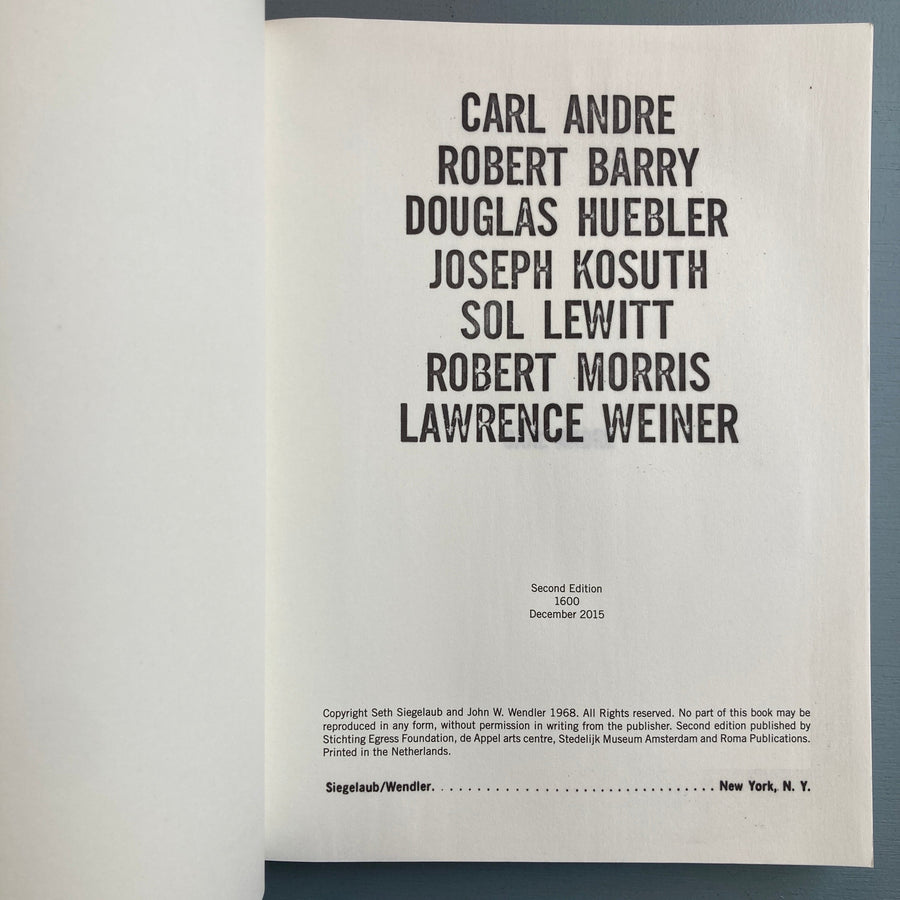 CARL ANDRE
ROBERT BARRY
DOUGLAS HUEBLER
JOSEPH KOSUTH
SOL LEWITT
ROBERT MORRIS
LAWRENCE WEINER
Second Edition
1600
December 2015
Copyright Seth Siegelaub and John W. Wendler 1968. All Rights reserved. No part of this book may be
reproduced in any form, without permission in writing from the publisher. Second edition published by
Stichting Egress Foundation, de Appel arts centre, Stedelijk Museum Amsterdam and Roma Publications.
Printed in the Netherlands.
Siegelaub/Wendler. . . . . . . . . . . . . . . . . . . . . . . . . . . . . . . . New York, N. Y.